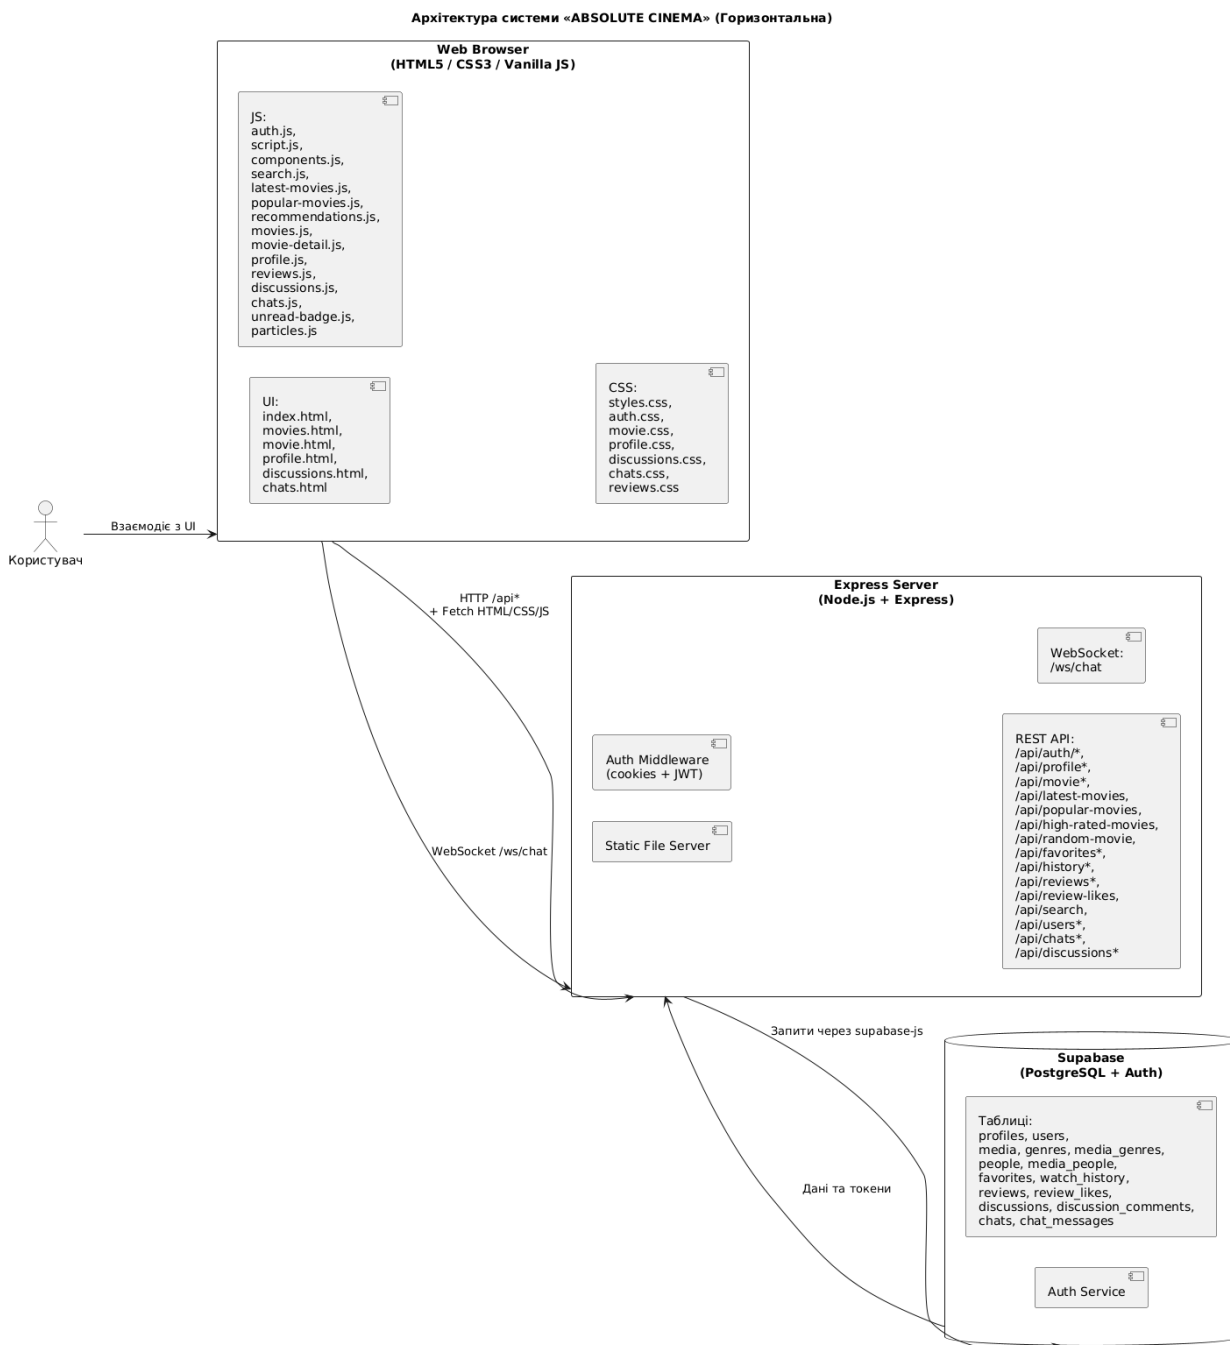 Архітектура системи «ABSOLUTE CINEMA» (Горизонтальна)
Web Browser
(HTML5 / CSS3 / Vanilla JS)
JS:
auth.js,
script.js,
components.js,
search.js,
latest-movies.js,
popular-movies.js,
recommendations.js,
movies.js,
movie-detail.js,
profile.js,
reviews.js,
discussions.js,
chats.js,
unread-badge.js,
particles.js
UI:
index.html,
movies.html,
movie.html,
profile.html,
discussions.html,
chats.html
CSS:
styles.css,
auth.css,
movie.css,
profile.css,
discussions.css,
chats.css,
reviews.css
Взаємодіє з UI
Користувач
HTTP /api*
+ Fetch HTML/CSS/JS
WebSocket /ws/chat
Express Server
(Node.js + Express)
WebSocket:
/ws/chat
Auth Middleware
(cookies + JWT)
Static File Server
REST API:
/api/auth/*,
/api/profile*,
/api/movie*,
/api/latest-movies,
/api/popular-movies,
/api/high-rated-movies,
/api/random-movie,
/api/favorites*,
/api/history*,
/api/reviews*,
/api/review-likes,
/api/search,
/api/users*,
/api/chats*,
/api/discussions*
Запити через supabase-js
Дані та токени
Supabase
(PostgreSQL + Auth)
Таблиці:
profiles, users,
media, genres, media_genres,
people, media_people,
favorites, watch_history,
reviews, review_likes,
discussions, discussion_comments,
chats, chat_messages
Auth Service